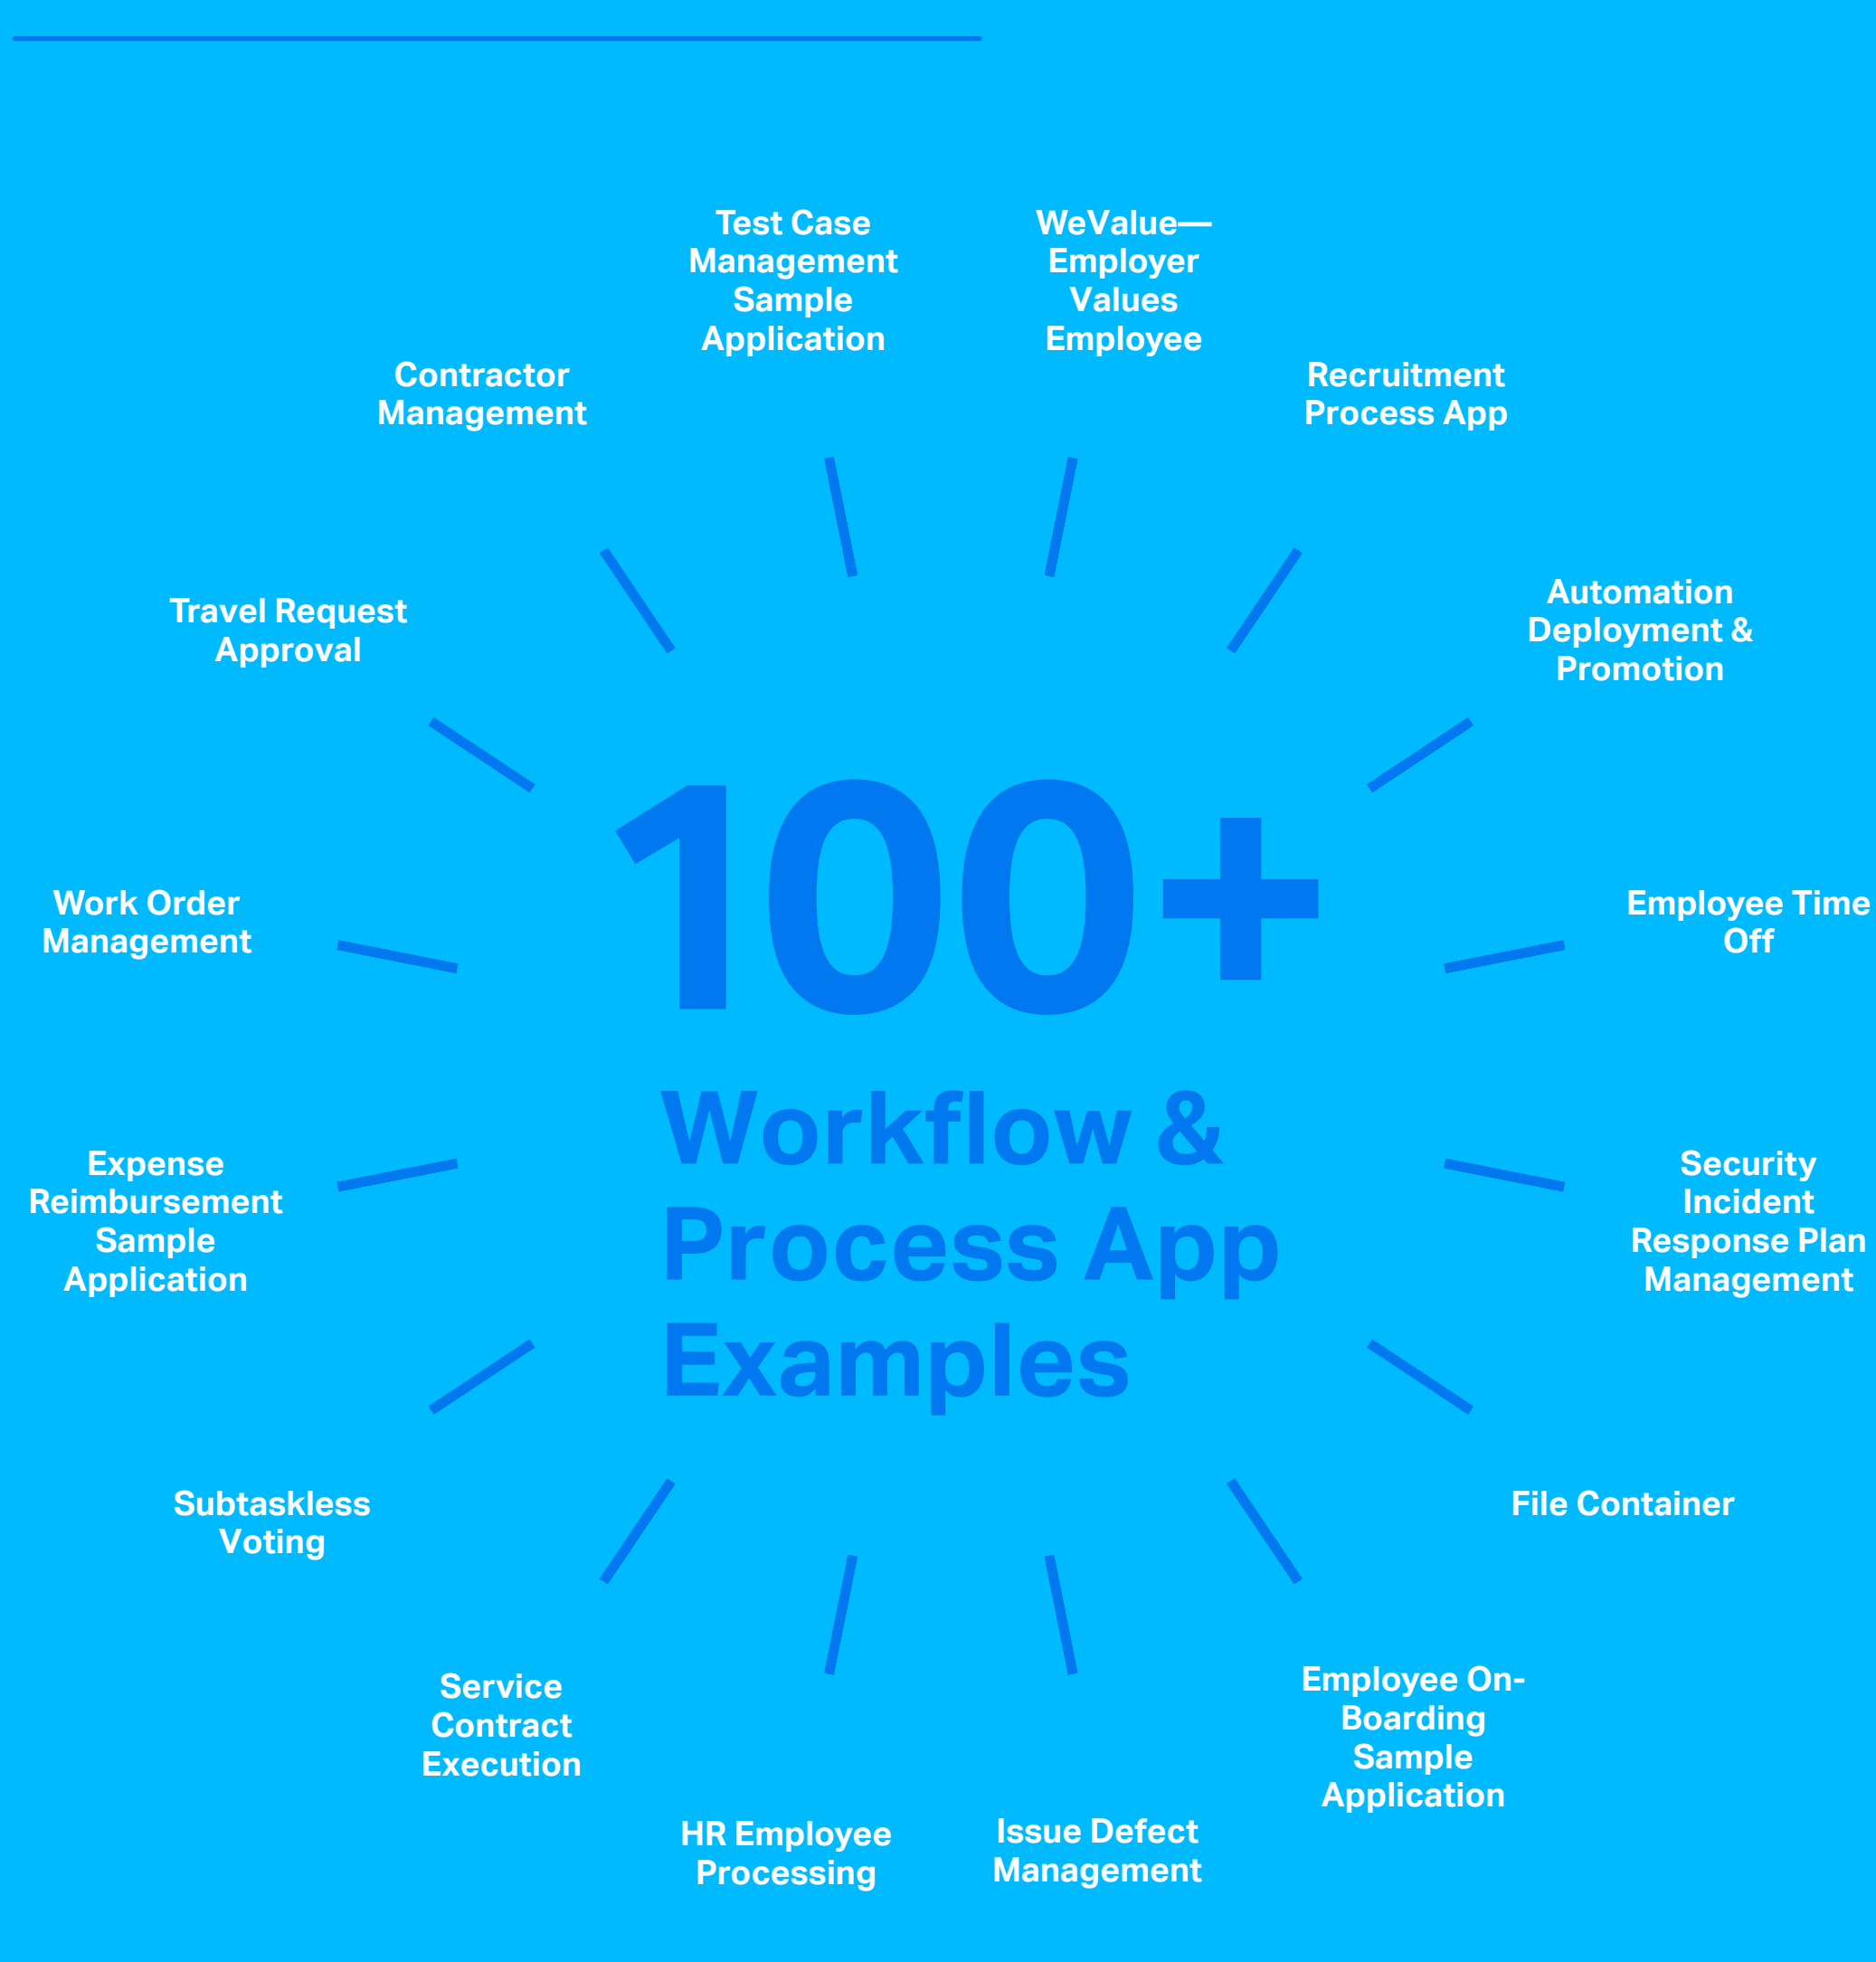 Test Case
Management
Sample
Application
WeValue—
Employer
Values
Employee
Contractor
Management
Recruitment
Process App
Travel Request
Approval
Automation
Deployment &
Promotion
100+
Workflow &
Process App
Examples
Work Order
Management
Employee Time
Off
Expense
Reimbursement
Sample
Application
Security
Incident
Response Plan
Management
Subtaskless
Voting
File Container
Service
Contract
Execution
Employee On-
Boarding
Sample
Application
HR Employee
Processing
Issue Defect
Management